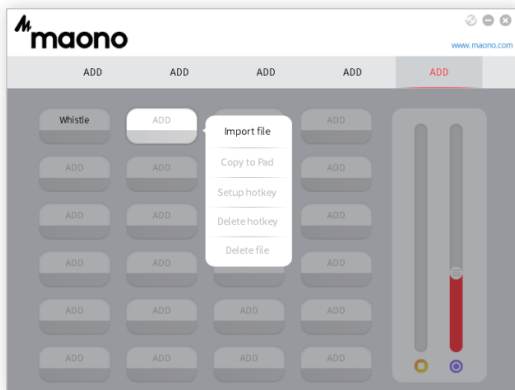 maono
www.maono.com
ADD ADD ADD ADD ADD
Whistle ADD ADD
Import file
Copy to Pad
Setup hotkey
Delete hotkey
Delete file
ADD ADD ADD
ADD ADD ADD
ADD ADD ADD
ADD ADD ADD ADD
ADD ADD ADD ADD